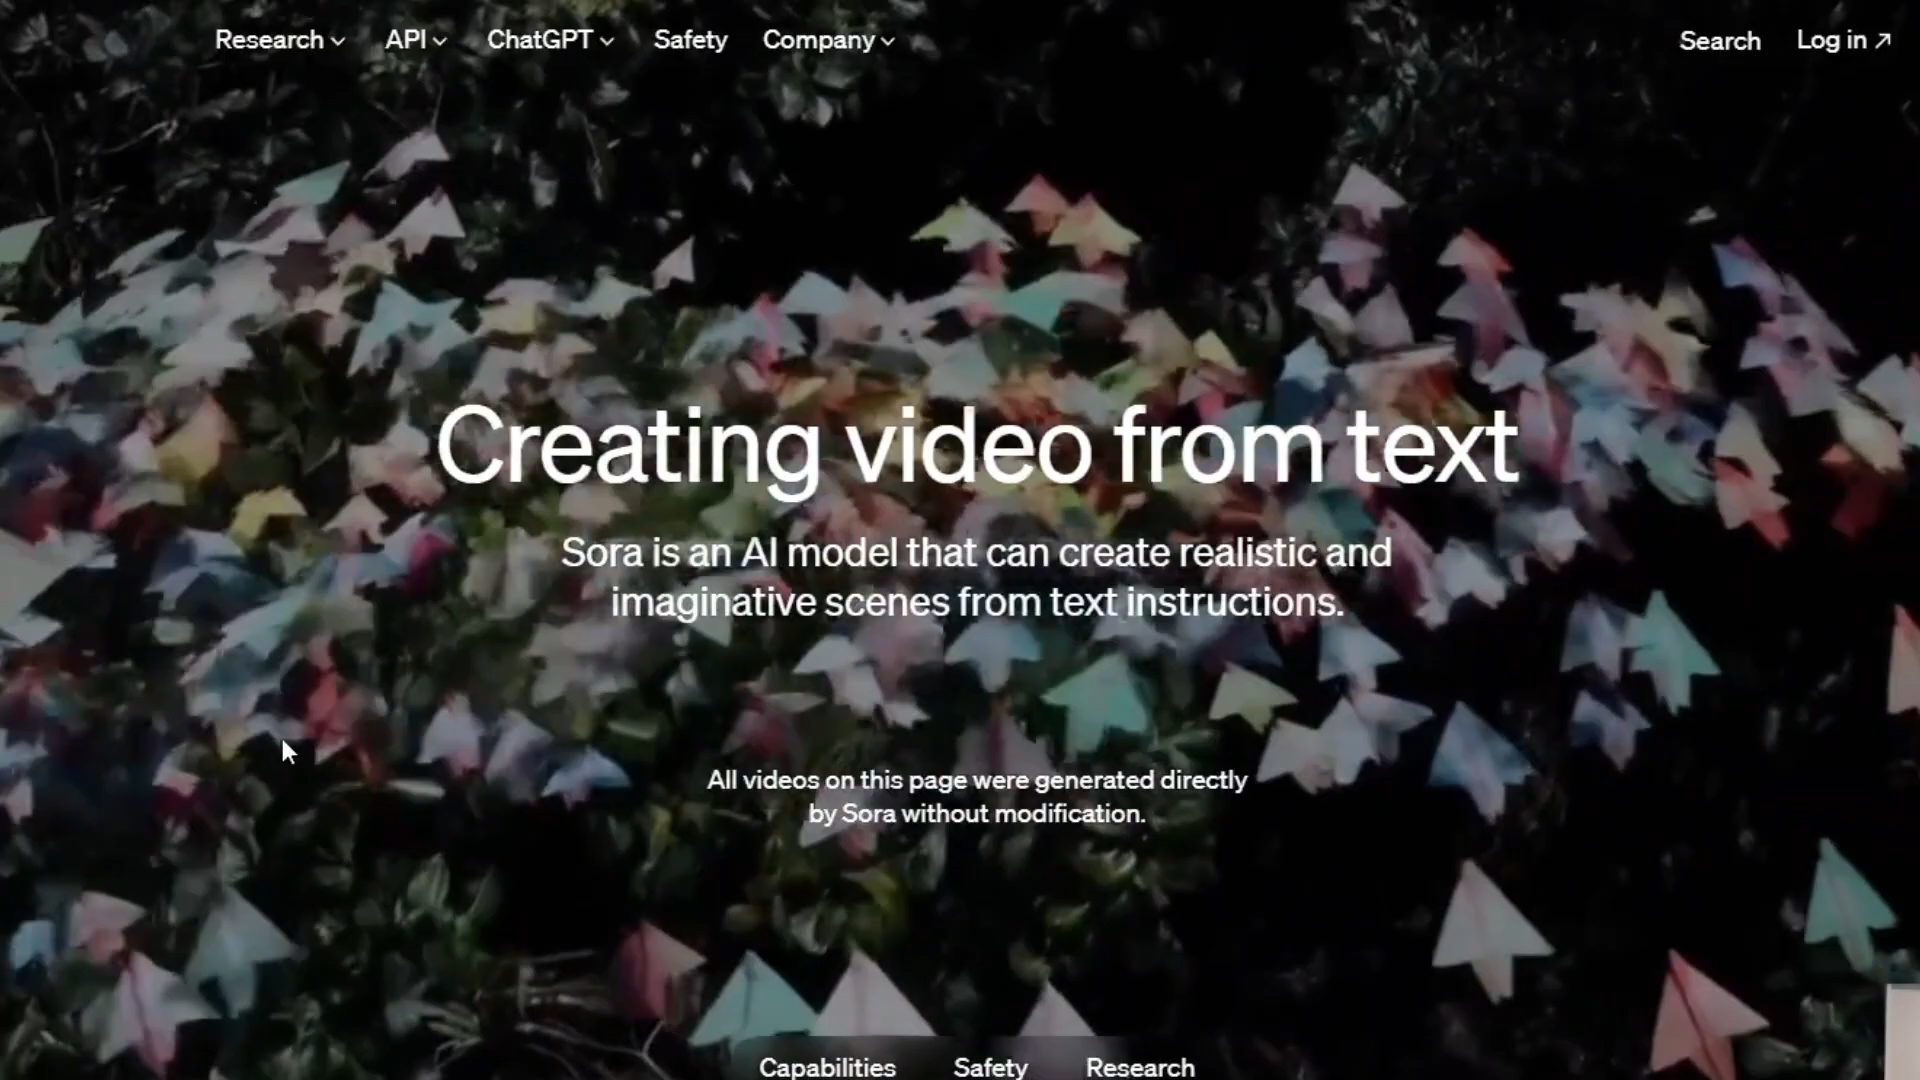 Research API ChatGPT Safety Company Search Log in ↗
Creating video from text
Sora is an AI model that can create realistic and
imaginative scenes from text instructions.
All videos on this page were generated directly
by Sora without modification.
Capabilities Safety Research